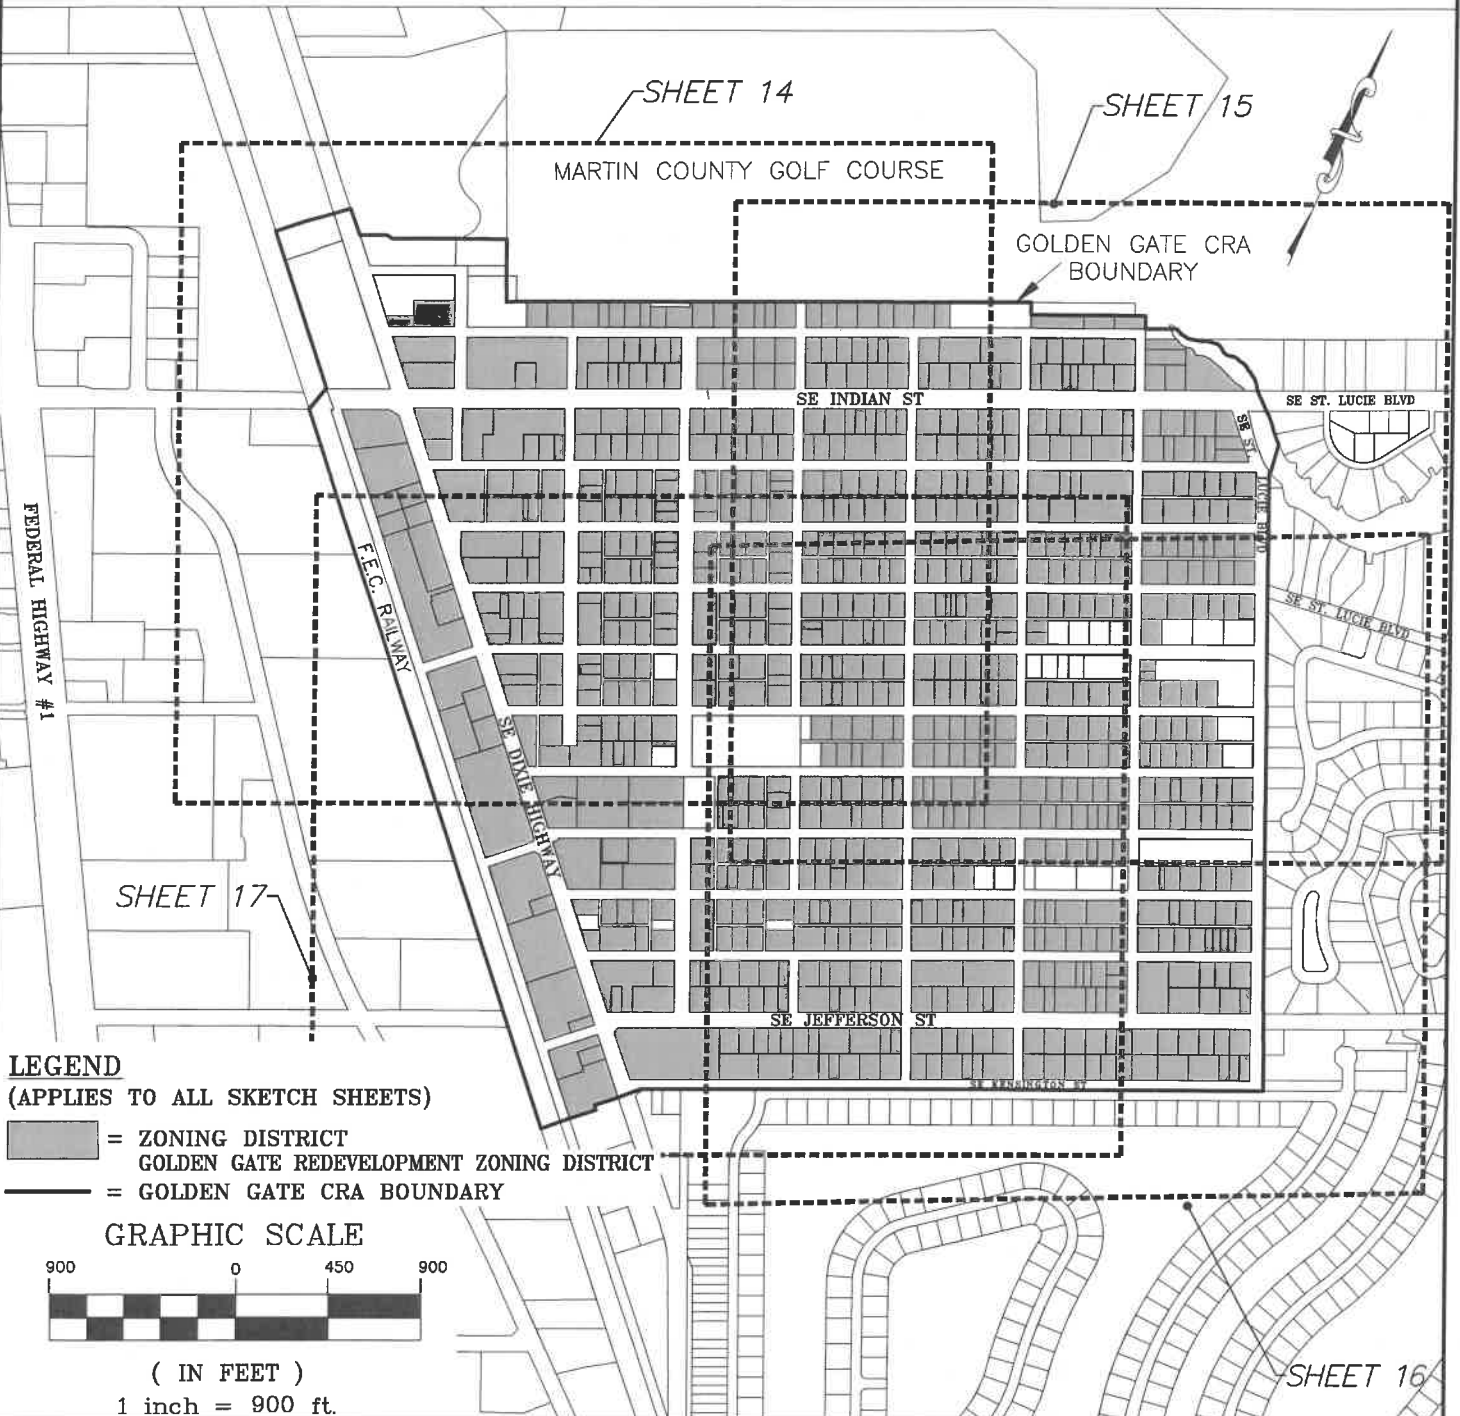 SHEET 14
SHEET 15
MARTIN COUNTY GOLF COURSE
GOLDEN GATE CRA
BOUNDARY
SE INDIAN ST
SE ST. LUCIE BLVD
SE ST.
LUCIE BLVD
FEDERAL HIGHWAY #1
F.E.C. RAILWAY
SE ST. LUCIE BLVD
SE DIXIE HIGHWAY
SHEET 17
SE JEFFERSON ST
SE KENSINGTON ST
LEGEND
(APPLIES TO ALL SKETCH SHEETS)
= ZONING DISTRICT
GOLDEN GATE REDEVELOPMENT ZONING DISTRICT
= GOLDEN GATE CRA BOUNDARY
GRAPHIC SCALE
900 0 450 900
( IN FEET )
1 inch = 900 ft.
SHEET 16